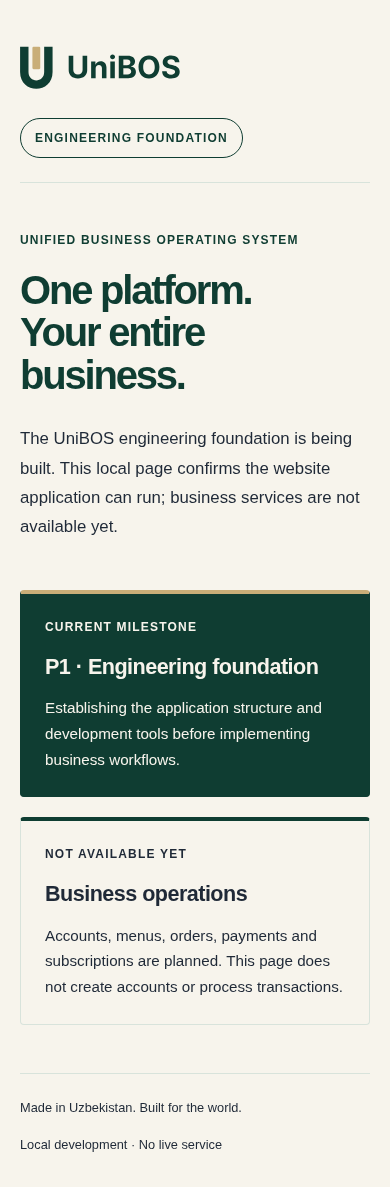 UniBOS
ENGINEERING FOUNDATION
UNIFIED BUSINESS OPERATING SYSTEM
One platform.
Your entire
business.
The UniBOS engineering foundation is being
built. This local page confirms the website
application can run; business services are not
available yet.
CURRENT MILESTONE
P1 · Engineering foundation
Establishing the application structure and
development tools before implementing
business workflows.
NOT AVAILABLE YET
Business operations
Accounts, menus, orders, payments and
subscriptions are planned. This page does
not create accounts or process transactions.
Made in Uzbekistan. Built for the world.
Local development · No live service